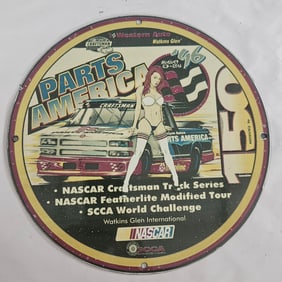 Western Auto
Watkins Glen
'96
PARTS
AMERICA
150
CRAFTSMAN
PARTS AMERICA
• NASCAR Craftsman Truck Series
• NASCAR Featherlite Modified Tour
• SCCA World Challenge
Watkins Glen International
NASCAR
SCCA